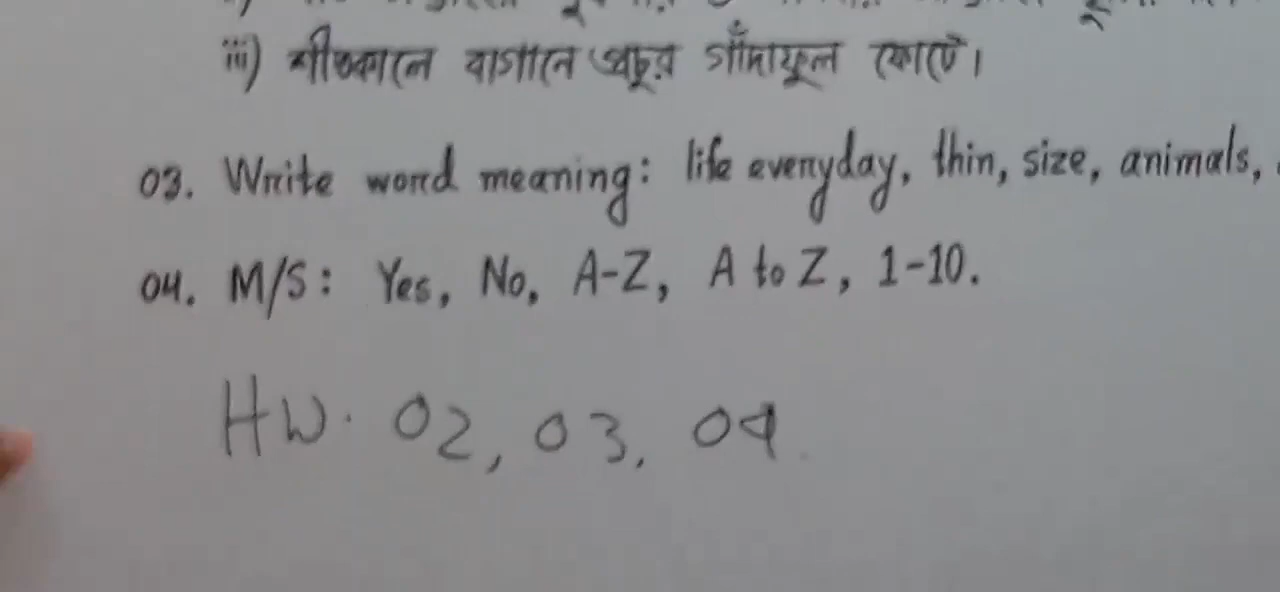 iii) শীতকালে বাগানে প্রচুর গাঁদাফুল ফোটে।
03. Write word meaning: life everyday, thin, size, animals,
04. M/S: Yes, No, A-Z, A to Z, 1-10.
HW. 02, 03, 04.